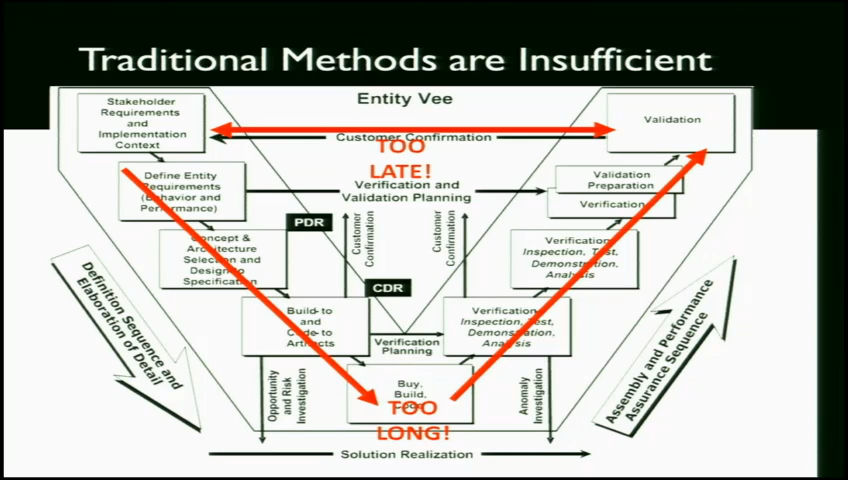 Traditional Methods are Insufficient
Entity Vee
Stakeholder
Requirements
and
Implementation
Context
Validation
Customer Confirmation
TOO
LATE!
Define Entity
Requirements
(Behavior and
Performance)
Verification and
Validation Planning
Validation
Preparation
Verification
PDR
Concept &
Architecture
Selection and
Design to
Specification
Customer
Confirmation
Customer
Confirmation
Verification
Inspection, Test,
Demonstration,
Analysis
CDR
Build-to
and
Code-to
Artifacts
Verification
Planning
Verification
Inspection, Test,
Demonstration,
Analysis
Definition Sequence and
Elaboration of Detail
Assembly and Performance
Assurance Sequence
Opportunity
and Risk
Investigation
Buy,
Build,
TOO
LONG!
Anomaly
Investigation
Solution Realization